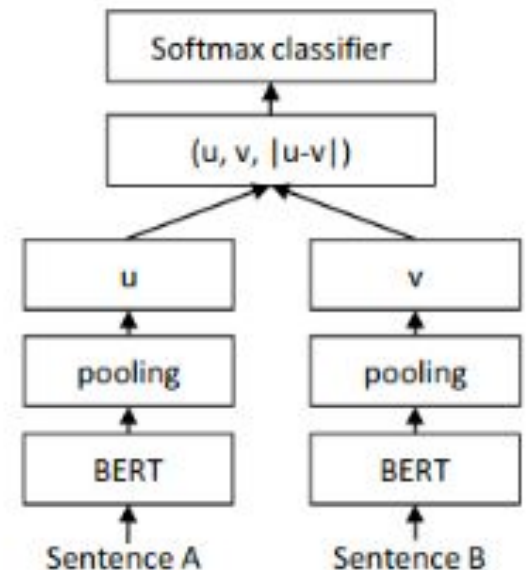 Softmax classifier
(u, v, |u-v|)
u
v
pooling
pooling
BERT
BERT
Sentence A
Sentence B